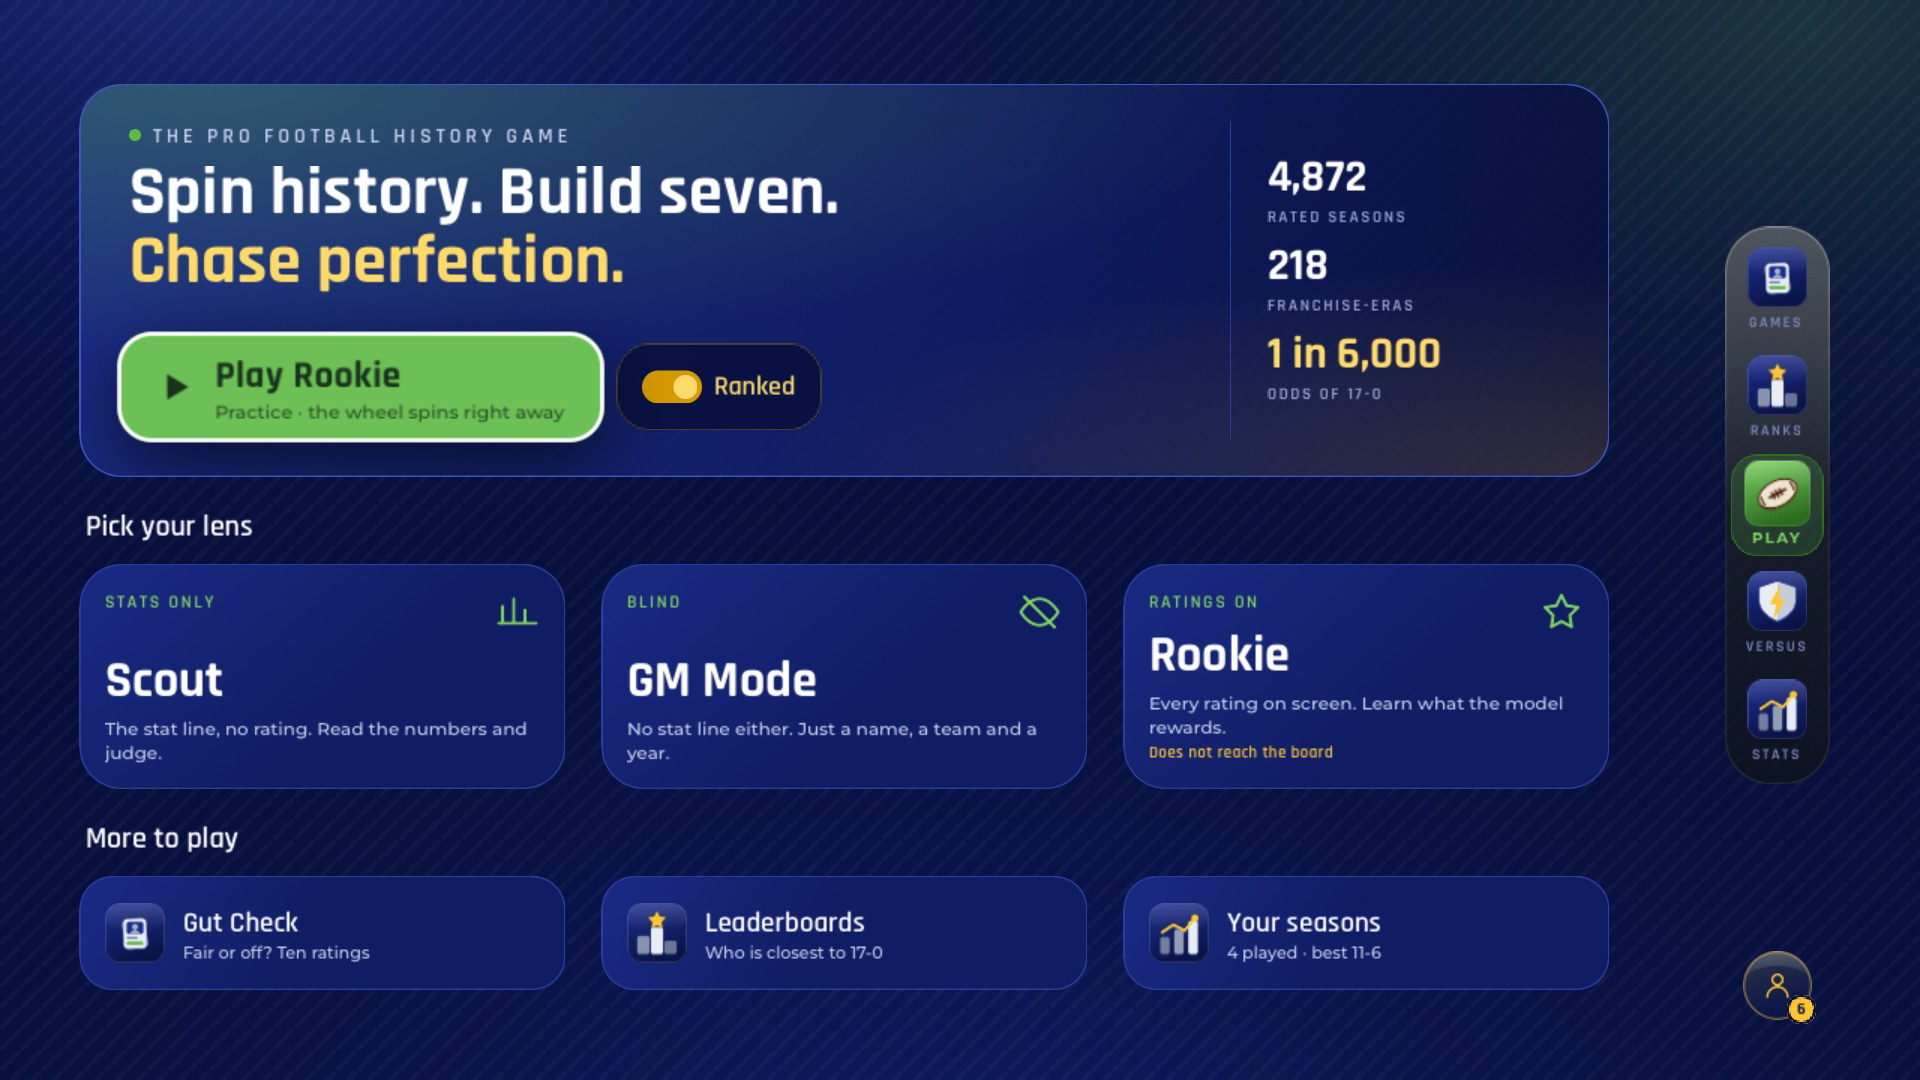 THE PRO FOOTBALL HISTORY GAME
Spin history. Build seven.
Chase perfection.
Play Rookie
Practice · the wheel spins right away
Ranked
4,872
RATED SEASONS
218
FRANCHISE-ERAS
1 in 6,000
ODDS OF 17-0
Pick your lens
STATS ONLY
Scout
The stat line, no rating. Read the numbers and
judge.
BLIND
GM Mode
No stat line either. Just a name, a team and a
year.
RATINGS ON
Rookie
Every rating on screen. Learn what the model
rewards.
Does not reach the board
More to play
Gut Check
Fair or off? Ten ratings
Leaderboards
Who is closest to 17-0
Your seasons
4 played · best 11-6
GAMES
RANKS
PLAY
VERSUS
STATS
6